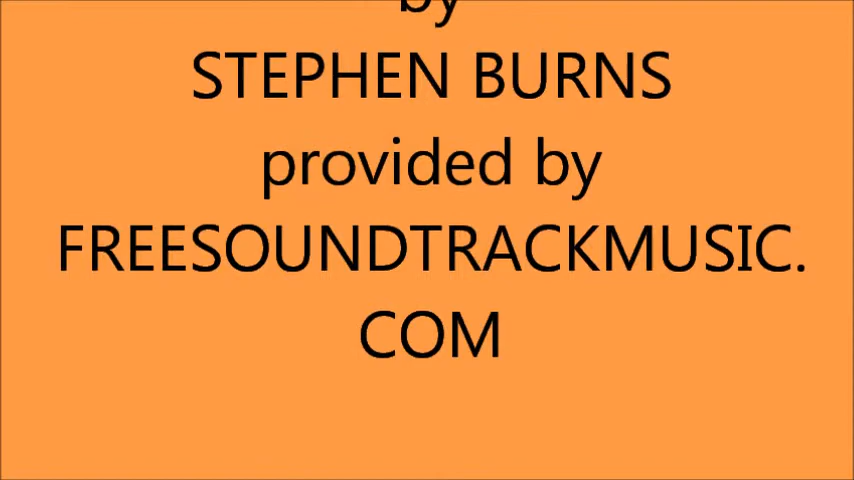 by
STEPHEN BURNS
provided by
FREESOUNDTRACKMUSIC.
COM